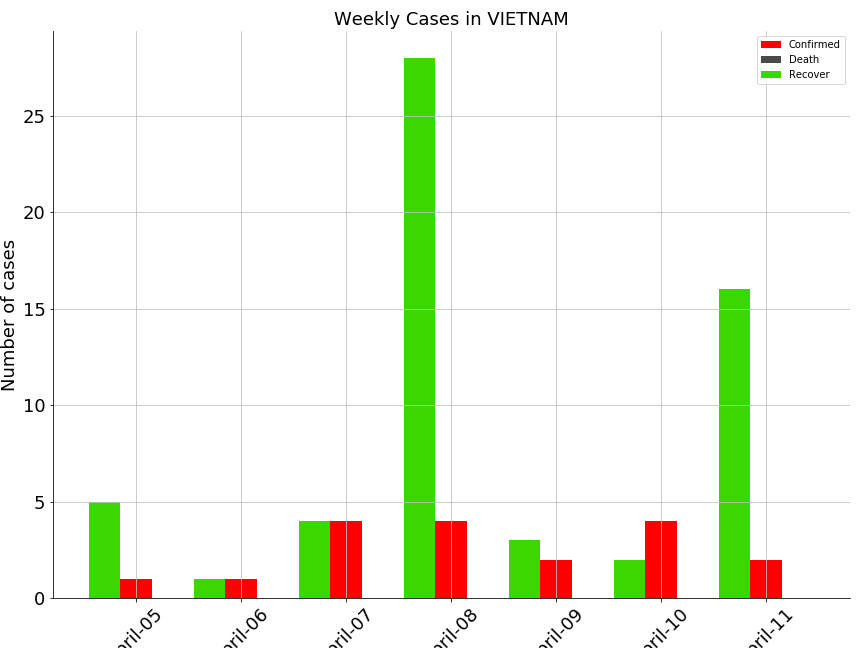 Weekly Cases in VIETNAM
Confirmed
Death
Recover
Number of cases
25
20
15
10
5
0
pril-05
pril-06
pril-07
pril-08
pril-09
pril-10
pril-11